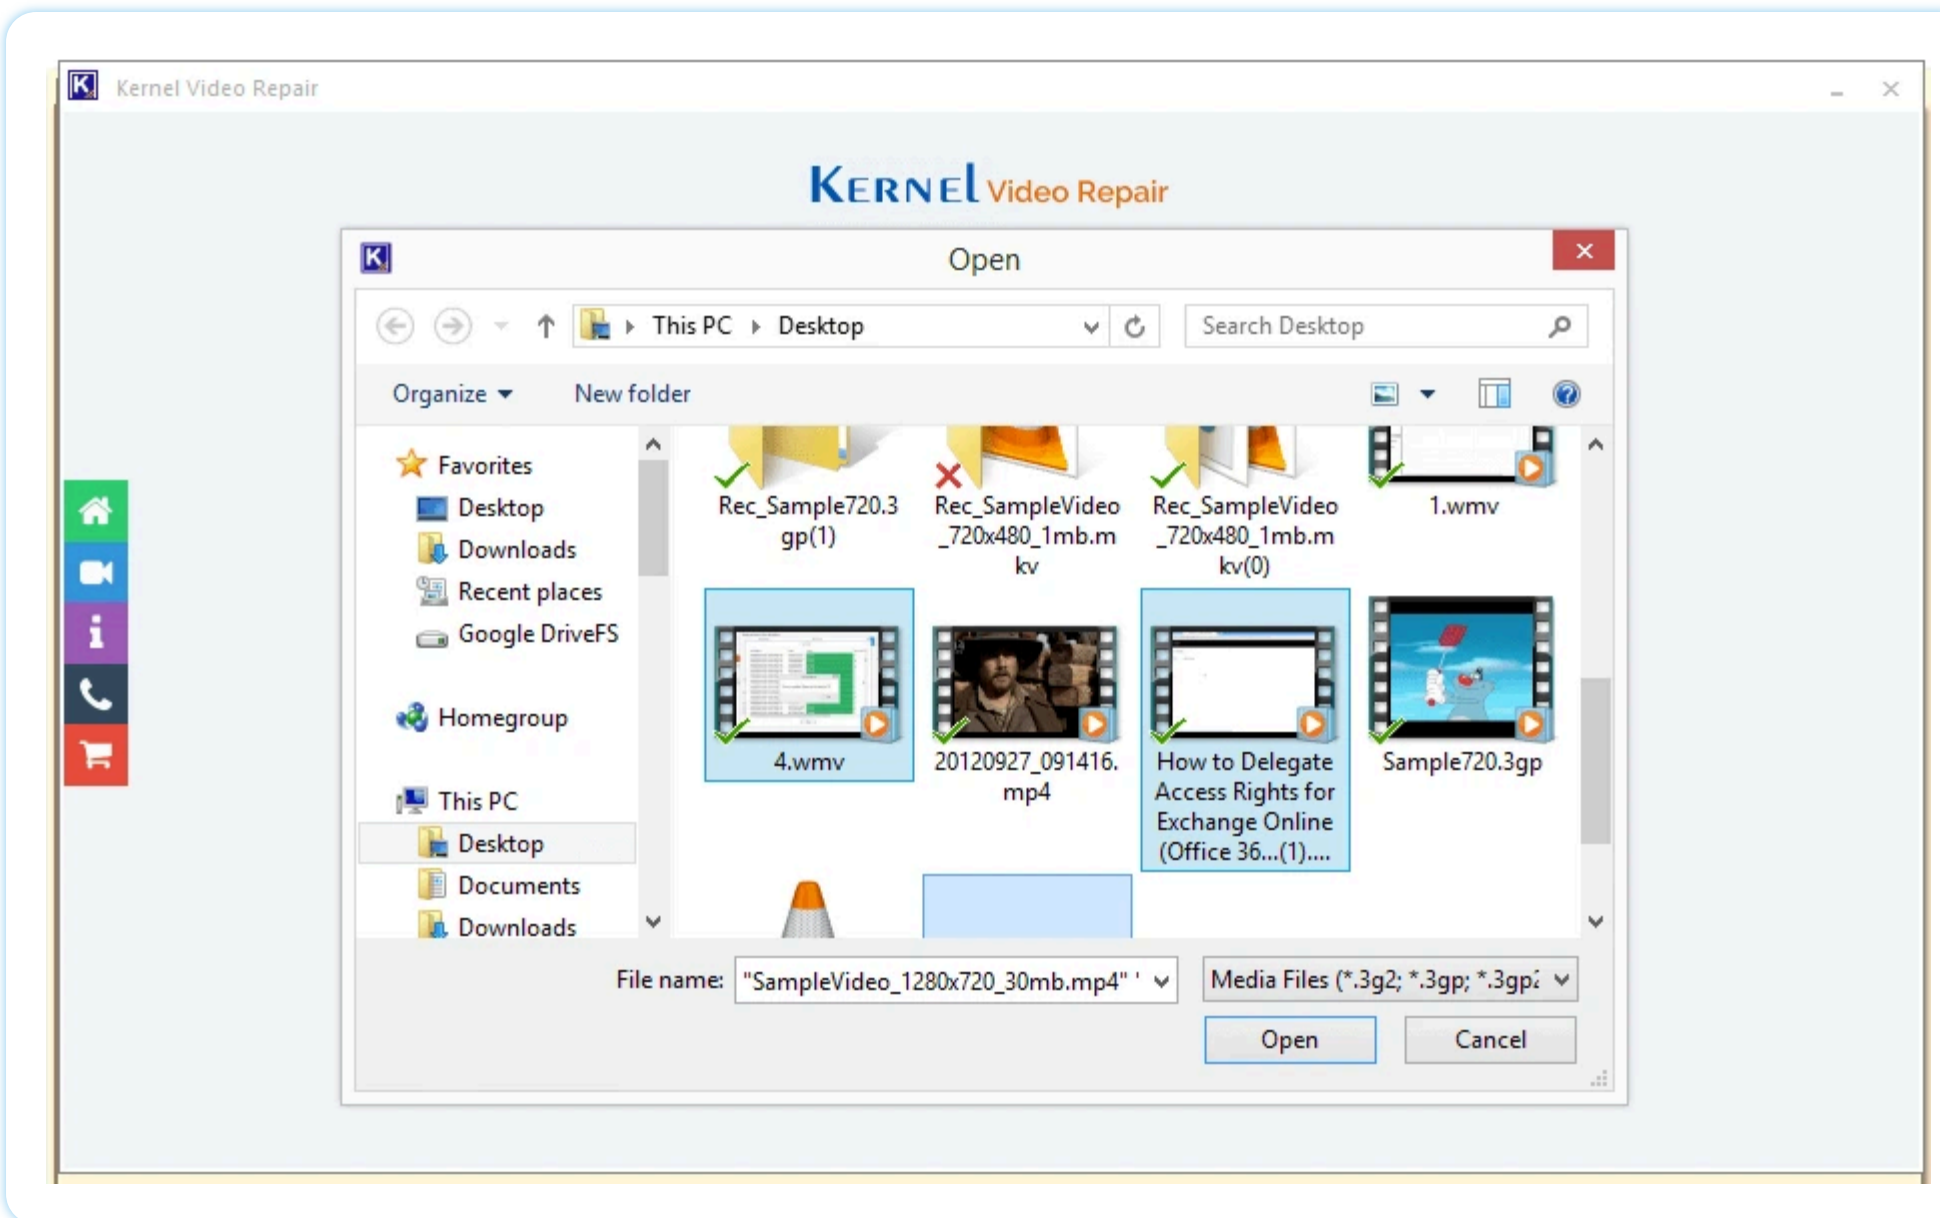 Kernel Video Repair
KERNEL Video Repair
Open
This PC Desktop
Search Desktop
Organize
New folder
Favorites
Desktop
Downloads
Recent places
Google DriveFS
Homegroup
This PC
Desktop
Documents
Downloads
Rec_Sample720.3
gp(1)
Rec_SampleVideo
_720x480_1mb.m
kv
Rec_SampleVideo
_720x480_1mb.m
kv(0)
1.wmv
4.wmv
20120927_091416.
mp4
How to Delegate
Access Rights for
Exchange Online
(Office 36...(1)....
Sample720.3gp
File name: "SampleVideo_1280x720_30mb.mp4" '
Media Files (*.3g2; *.3gp; *.3gp2
Open
Cancel